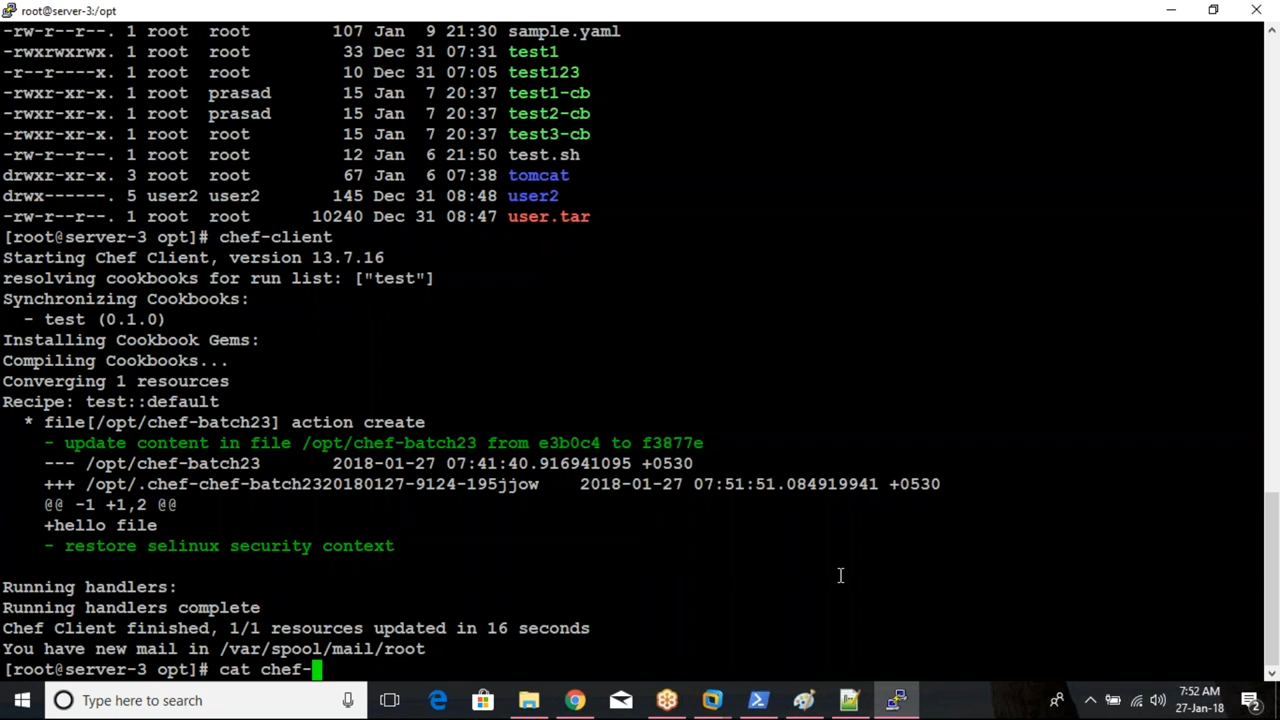 root@server-3:/opt
-rw-r--r--. 1 root   root      107 Jan  9 21:30 sample.yaml
-rwxrwxrwx. 1 root   root       33 Dec 31 07:31 test1
-r--r----x. 1 root   root       10 Dec 31 07:05 test123
-rwxr-xr-x. 1 root   prasad     15 Jan  7 20:37 test1-cb
-rwxr-xr-x. 1 root   prasad     15 Jan  7 20:37 test2-cb
-rwxr-xr-x. 1 root   root       15 Jan  7 20:37 test3-cb
-rw-r--r--. 1 root   root       12 Jan  6 21:50 test.sh
drwxr-xr-x. 3 root   root       67 Jan  6 07:38 tomcat
drwx------. 5 user2 user2      145 Dec 31 08:48 user2
-rw-r--r--. 1 root   root    10240 Dec 31 08:47 user.tar
[root@server-3 opt]# chef-client
Starting Chef Client, version 13.7.16
resolving cookbooks for run list: ["test"]
Synchronizing Cookbooks:
  - test (0.1.0)
Installing Cookbook Gems:
Compiling Cookbooks...
Converging 1 resources
Recipe: test::default
  * file[/opt/chef-batch23] action create
    - update content in file /opt/chef-batch23 from e3b0c4 to f3877e
    --- /opt/chef-batch23       2018-01-27 07:41:40.916941095 +0530
    +++ /opt/.chef-chef-batch2320180127-9124-195jjow    2018-01-27 07:51:51.084919941 +0530
    @@ -1 +1,2 @@
    +hello file
    - restore selinux security context
Running handlers:
Running handlers complete
Chef Client finished, 1/1 resources updated in 16 seconds
You have new mail in /var/spool/mail/root
[root@server-3 opt]# cat chef-
Type here to search
7:52 AM
27-Jan-18
2